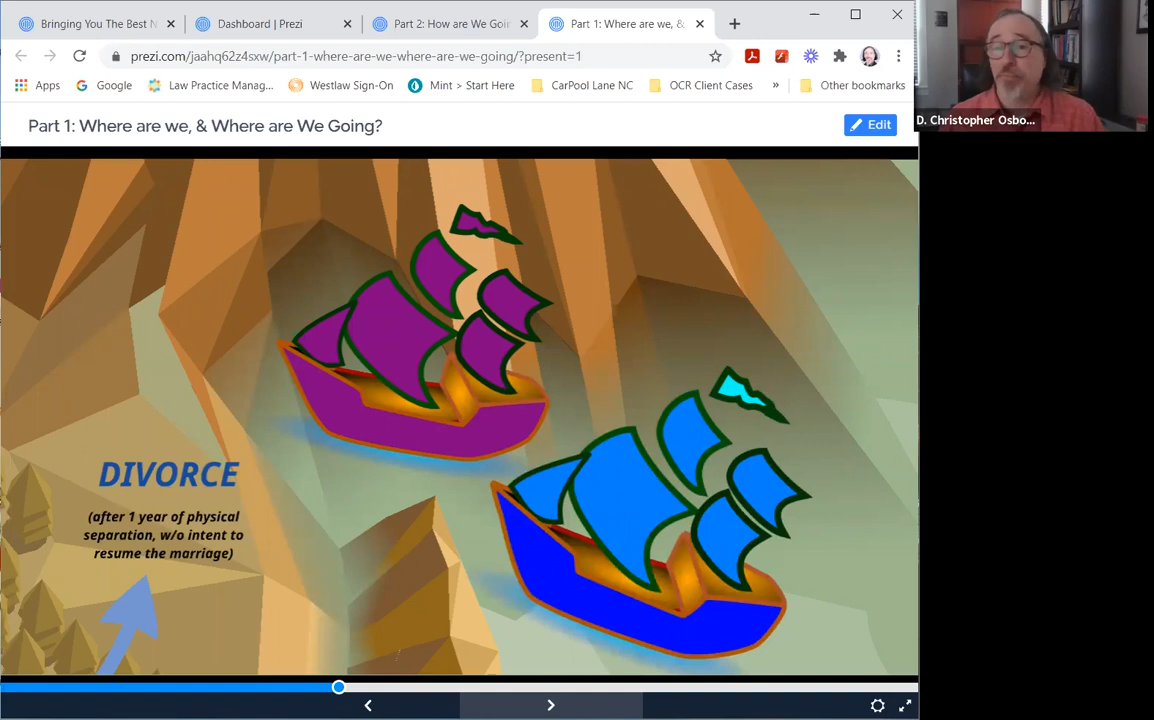 Bringing You The Best N
Dashboard | Prezi
Part 2: How are We Goin
Part 1: Where are we, &
prezi.com/jaahq62z4sxw/part-1-where-are-we-where-are-we-going/?present=1
Apps
Google
Law Practice Manag...
Westlaw Sign-On
Mint > Start Here
CarPool Lane NC
OCR Client Cases
»
Other bookmarks
D. Christopher Osbo...
Part 1: Where are we, & Where are We Going?
Edit
DIVORCE
(after 1 year of physical
separation, w/o intent to
resume the marriage)